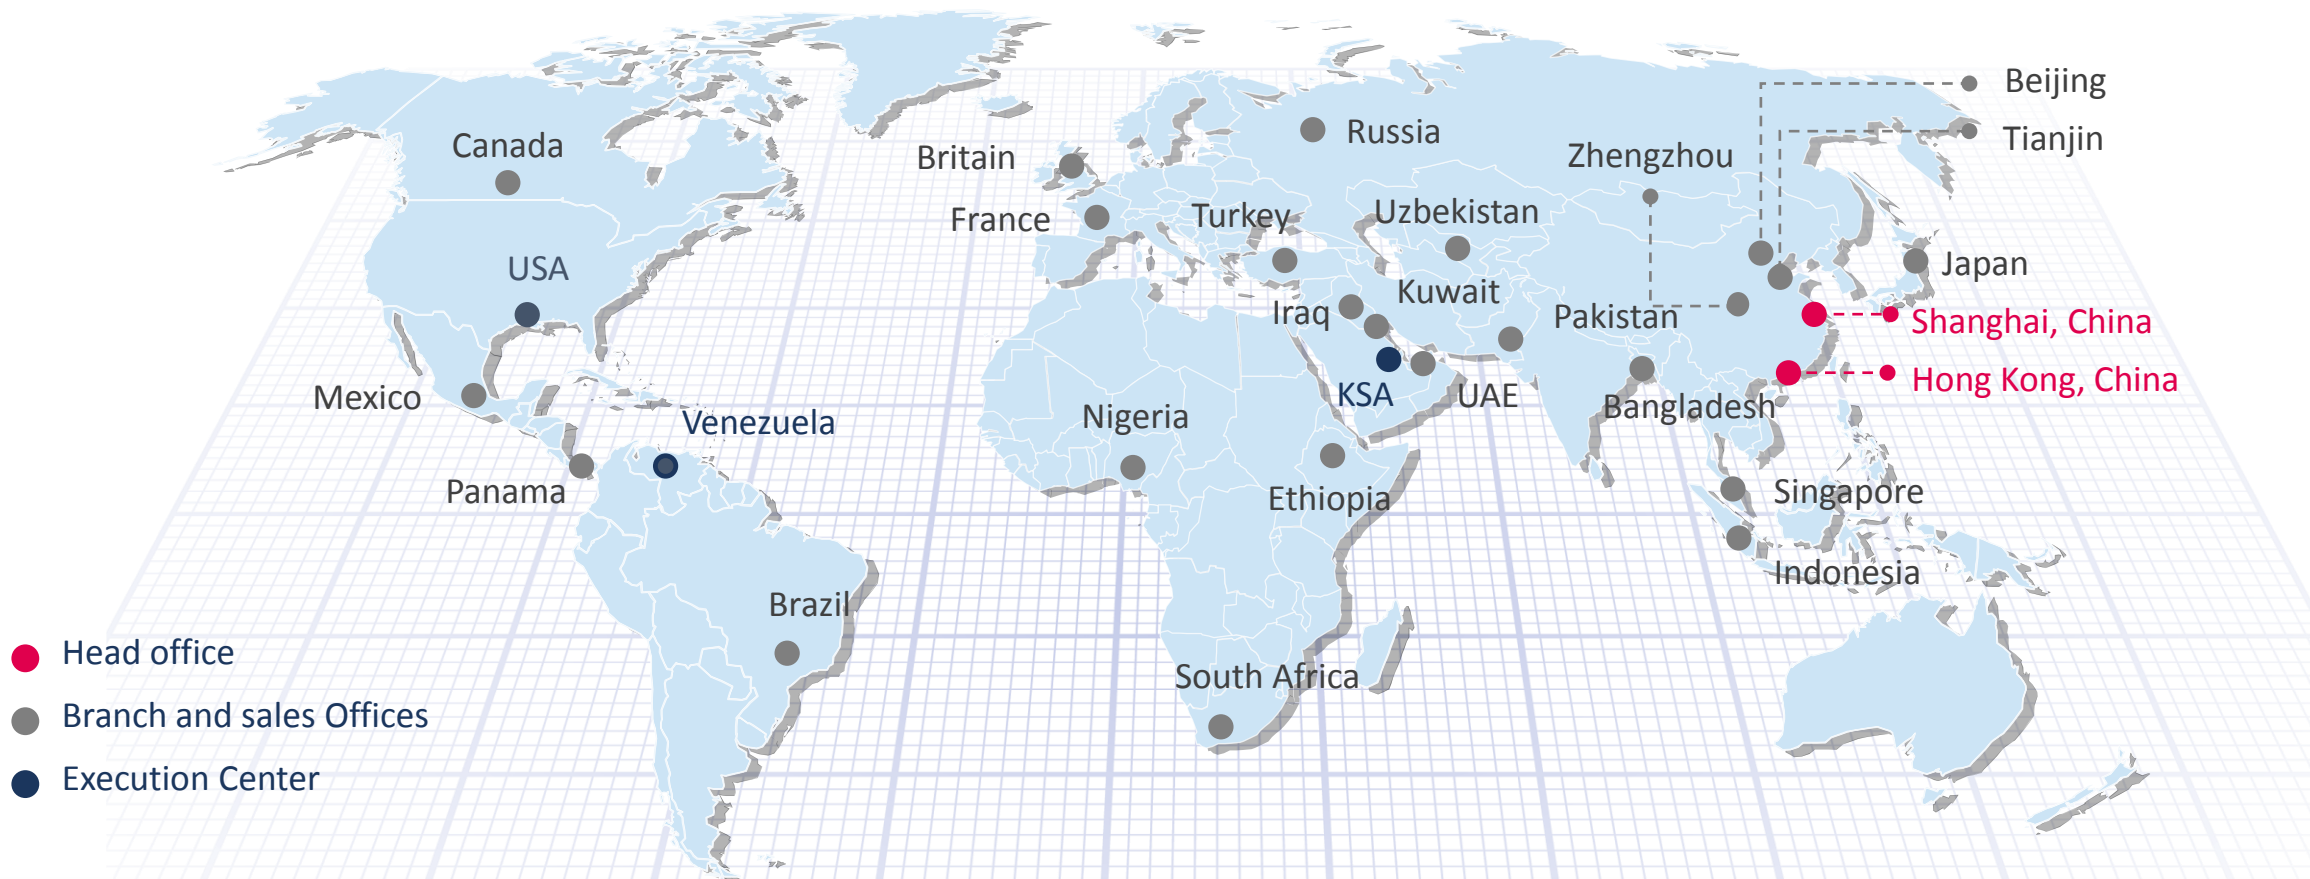 Beijing
Tianjin
Canada
Russia
Britain
Zhengzhou
France
Turkey
Uzbekistan
USA
Japan
Kuwait
Iraq
Pakistan
Shanghai, China
Mexico
KSA
UAE
Hong Kong, China
Bangladesh
Venezuela
Nigeria
Panama
Ethiopia
Singapore
Indonesia
Brazil
South Africa
Head office
Branch and sales Offices
Execution Center